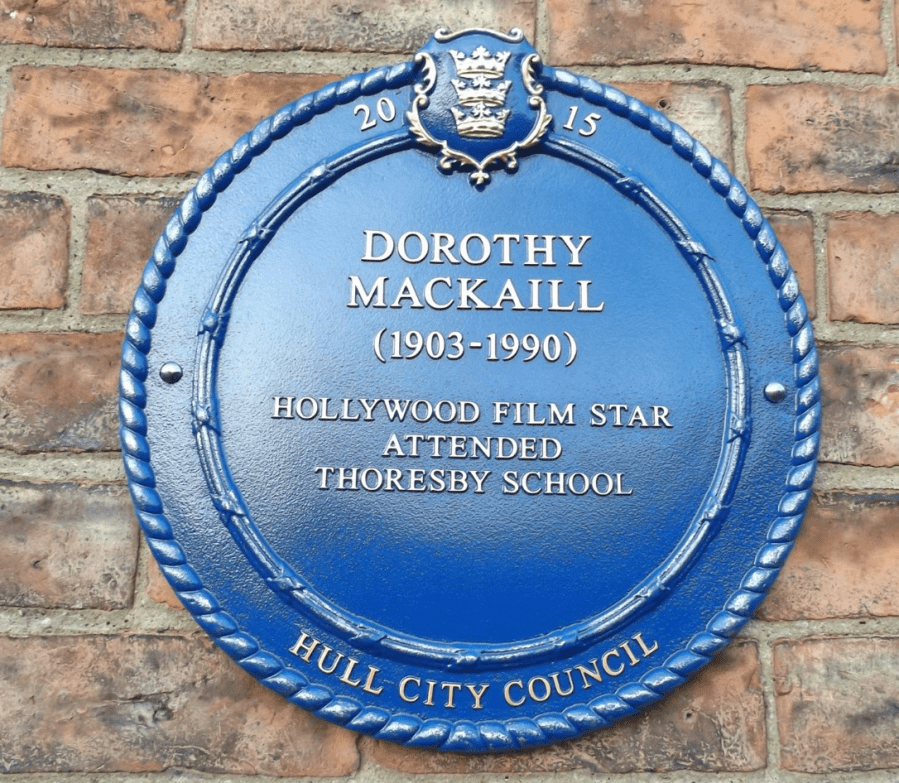 20 15
DOROTHY
MACKAILL
(1903-1990)
HOLLYWOOD FILM STAR
ATTENDED
THORESBY SCHOOL
HULL CITY COUNCIL